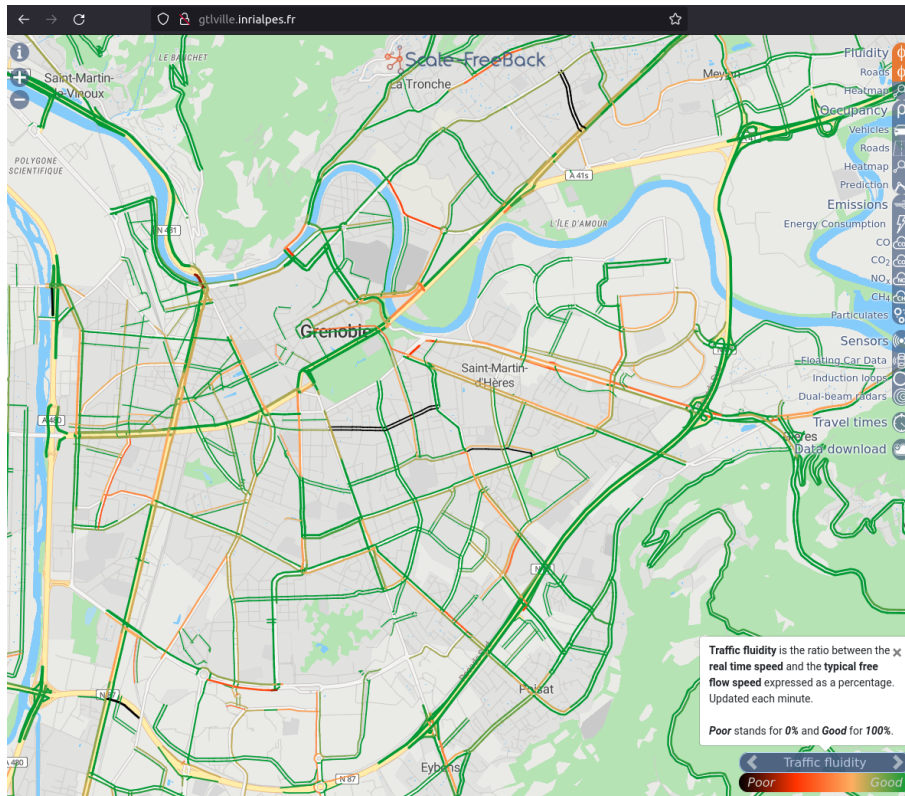 gtlville.inrialpes.fr
LE BANCHET
Saint-Martin-
le-Vinoux
Scale-FreeBack
La Tronche
Meylan
Fluidity
Roads
Heatmap
Occupancy
Vehicles
Roads
Heatmap
Prediction
Emissions
Energy Consumption
CO
CO₂
NOₓ
CH₄
Particulates
Sensors
Floating Car Data
Induction loops
Dual-beam radars
Travel times
Data download
POLYGONE
SCIENTIFIQUE
A 41s
A 41
L'ÎLE D'AMOUR
N 481
Grenoble
Saint-Martin-
d'Hères
A 480
Gières
N 87
Poisat
Eybens
N 87
A 480
Traffic fluidity is the ratio between the
real time speed and the typical free
flow speed expressed as a percentage.
Updated each minute.
Poor stands for 0% and Good for 100%.
Traffic fluidity
Poor
Good